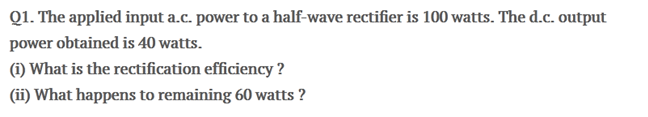 Q1. The applied input a.c. power to a half-wave rectifier is 100 watts. The d.c. output
power obtained is 40 watts.
(i) What is the rectification efficiency ?
(ii) What happens to remaining 60 watts ?